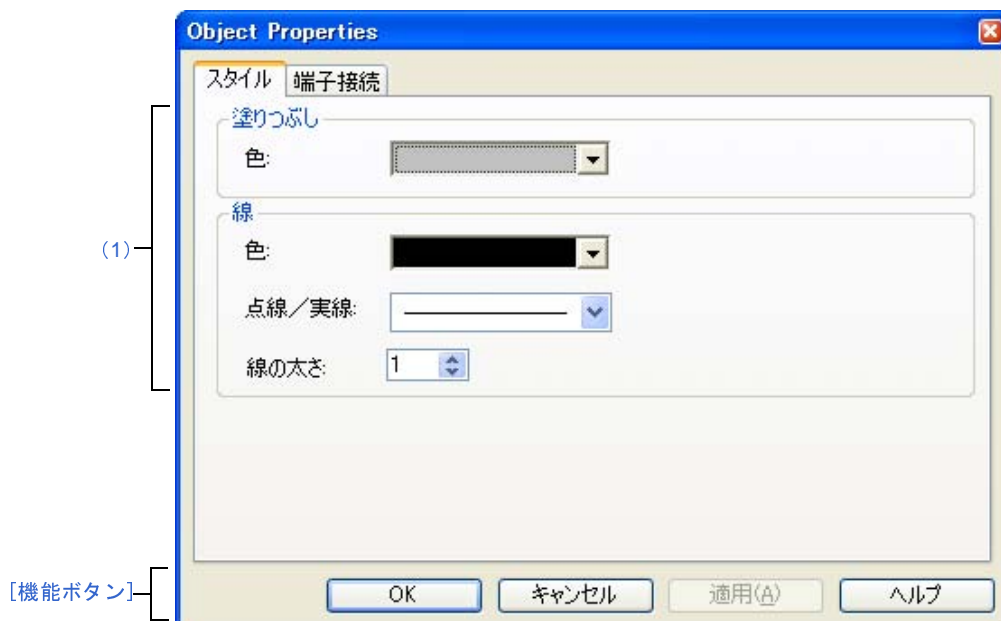 Object Properties
スタイル 端子接続
塗りつぶし
色:
線
(1)
色:
点線／実線:
線の太さ:
1
[機能ボタン]
OK キャンセル 適用(A) ヘルプ